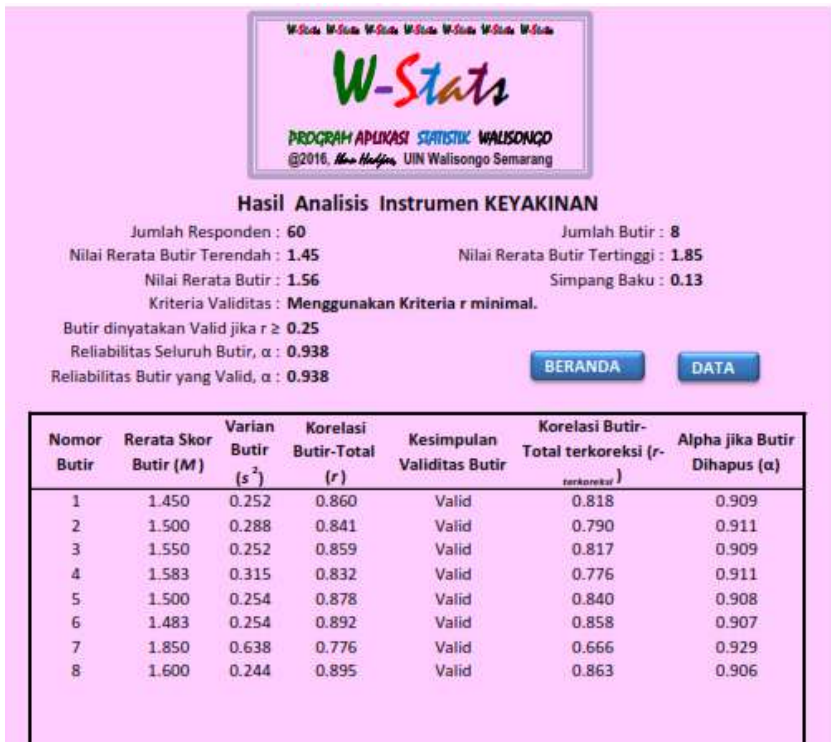 W-Stats W-Stats W-Stats W-Stats W-Stats W-Stats W-Stats
W-Stats
PROGRAM APLIKASI STATISTIK WALISONGO
@2016, Ibnu Hadjar, UIN Walisongo Semarang
Hasil Analisis Instrumen KEYAKINAN
Jumlah Responden : 60 Jumlah Butir : 8
Nilai Rerata Butir Terendah : 1.45 Nilai Rerata Butir Tertinggi : 1.85
Nilai Rerata Butir : 1.56 Simpang Baku : 0.13
Kriteria Validitas : Menggunakan Kriteria r minimal.
Butir dinyatakan Valid jika r ≥ 0.25
Reliabilitas Seluruh Butir, α : 0.938
Reliabilitas Butir yang Valid, α : 0.938
BERANDA DATA
Nomor Butir Rerata Skor Butir (M) Varian Butir (s²) Korelasi Butir-Total (r) Kesimpulan Validitas Butir Korelasi Butir-Total terkoreksi (r-terkoreksi) Alpha jika Butir Dihapus (α)
1 1.450 0.252 0.860 Valid 0.818 0.909
2 1.500 0.288 0.841 Valid 0.790 0.911
3 1.550 0.252 0.859 Valid 0.817 0.909
4 1.583 0.315 0.832 Valid 0.776 0.911
5 1.500 0.254 0.878 Valid 0.840 0.908
6 1.483 0.254 0.892 Valid 0.858 0.907
7 1.850 0.638 0.776 Valid 0.666 0.929
8 1.600 0.244 0.895 Valid 0.863 0.906